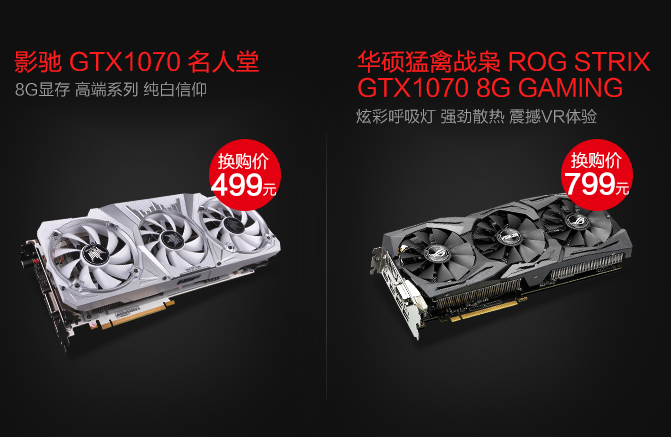 影驰 GTX1070 名人堂
8G显存 高端系列 纯白信仰
换购价
499元
华硕猛禽战枭 ROG STRIX
GTX1070 8G GAMING
炫彩呼吸灯 强劲散热 震撼VR体验
换购价
799元